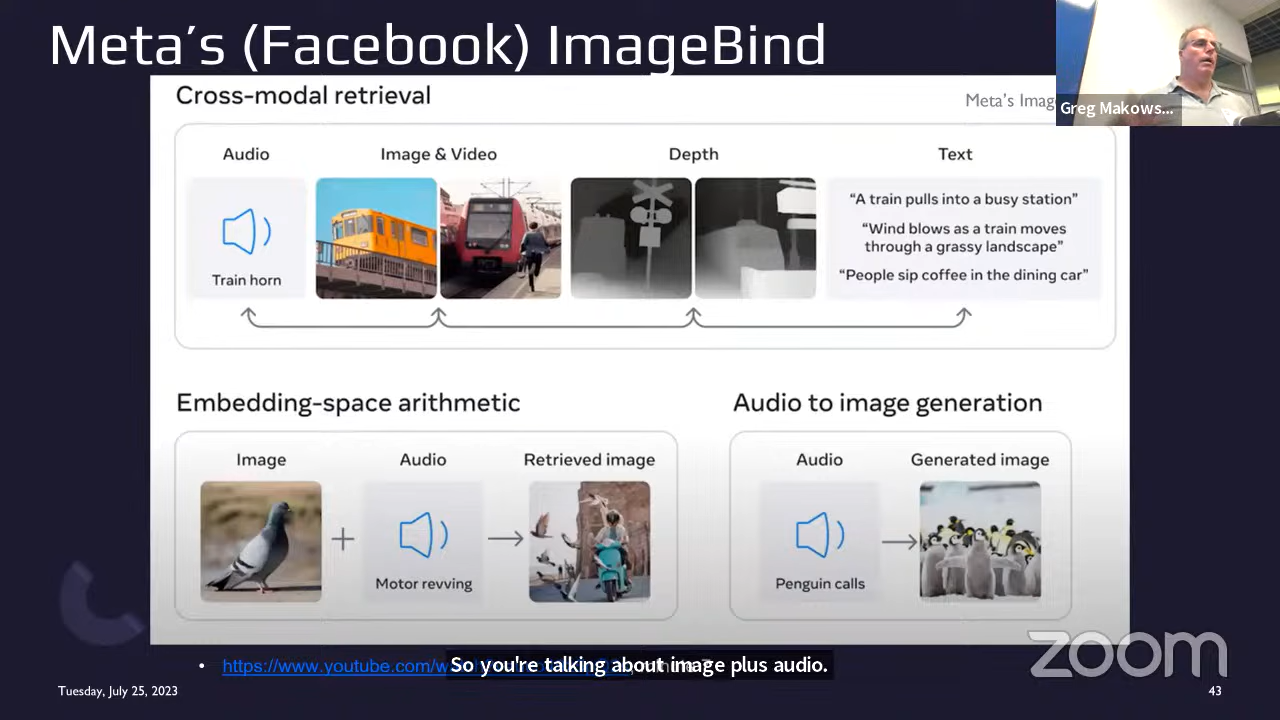 Meta´s (Facebook) ImageBind
Greg Makows...
Cross-modal retrieval
Meta's
Audio
Image & Video
Depth
Text
Train horn
“A train pulls into a busy station”
“Wind blows as a train moves
through a grassy landscape”
“People sip coffee in the dining car”
Embedding-space arithmetic
Image
Audio
Retrieved image
Motor revving
Audio to image generation
Audio
Generated image
Penguin calls
zoom
• https://www.youtube.com/w
So you're talking about image plus audio.
Tuesday, July 25, 2023
43